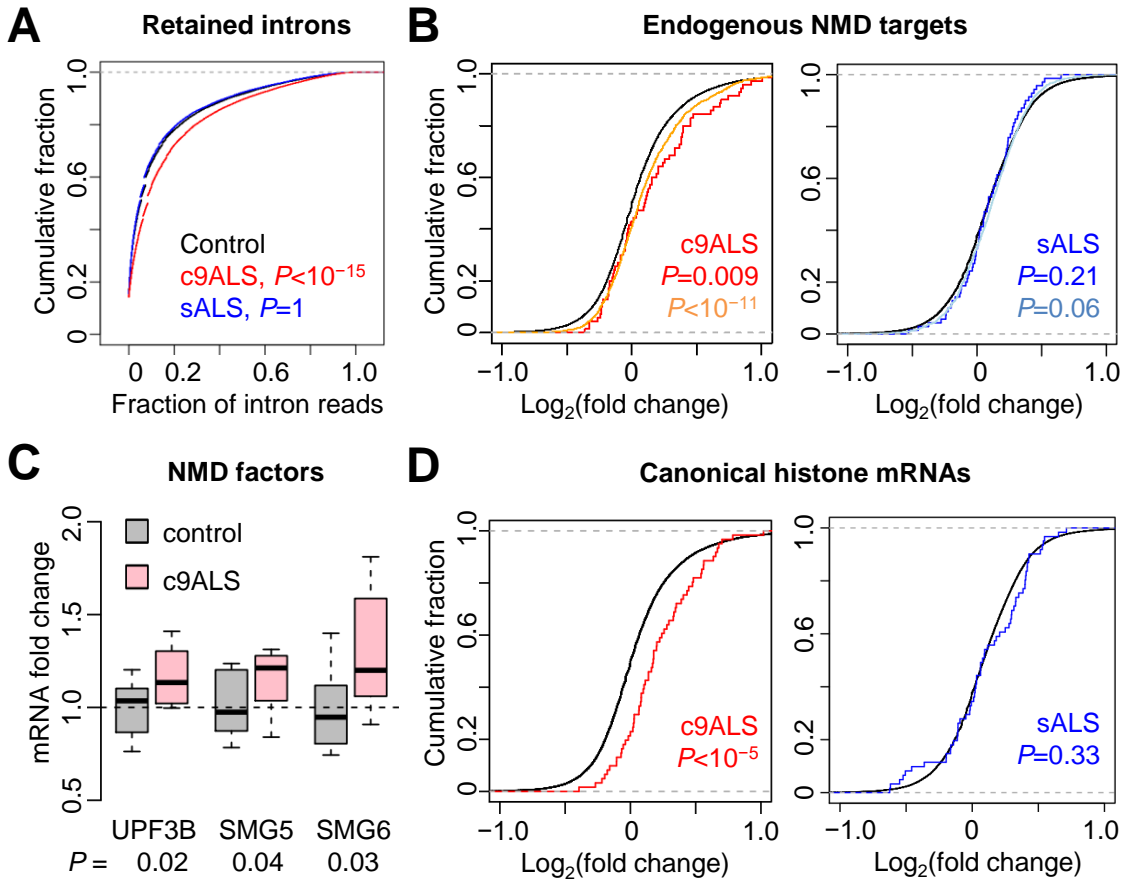 A
Retained introns
Cumulative fraction
1.0
0.6
0.2
0
Control
c9ALS, P<10⁻¹⁵
sALS, P=1
0
0.2
0.6
1.0
Fraction of intron reads
B
Endogenous NMD targets
Cumulative fraction
1.0
0.6
0.2
0
c9ALS
P=0.009
P<10⁻¹¹
−1.0
0
1.0
Log₂(fold change)
1.0
0.6
0.2
0
sALS
P=0.21
P=0.06
−1.0
0
1.0
Log₂(fold change)
C
NMD factors
mRNA fold change
2.0
1.5
1.0
0.5
control
c9ALS
UPF3B SMG5 SMG6
P = 0.02 0.04 0.03
D
Canonical histone mRNAs
Cumulative fraction
1.0
0.6
0.2
0
c9ALS
P<10⁻⁵
−1.0
0
1.0
Log₂(fold change)
1.0
0.6
0.2
0
sALS
P=0.33
−1.0
0
1.0
Log₂(fold change)